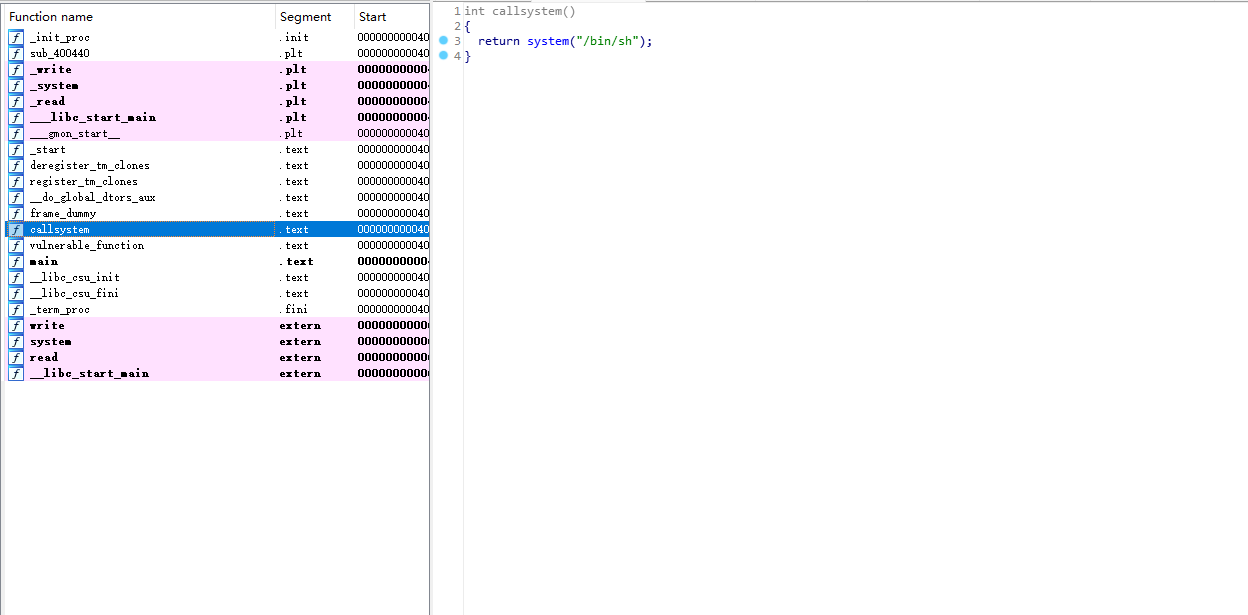 Function name Segment Start
f _init_proc .init 000000000040
f sub_400440 .plt 000000000040
f _write .plt 0000000000
f _system .plt 0000000000
f _read .plt 0000000000
f ___libc_start_main .plt 0000000000
f ___gmon_start__ .plt 000000000040
f _start .text 000000000040
f deregister_tm_clones .text 000000000040
f register_tm_clones .text 000000000040
f __do_global_dtors_aux .text 000000000040
f frame_dummy .text 000000000040
f callsystem .text 000000000040
f vulnerable_function .text 000000000040
f main .text 0000000000
f __libc_csu_init .text 000000000040
f __libc_csu_fini .text 000000000040
f _term_proc .fini 000000000040
f write extern 0000000000
f system extern 0000000000
f read extern 0000000000
f __libc_start_main extern 0000000000
1 int callsystem()
2 {
3 return system("/bin/sh");
4 }